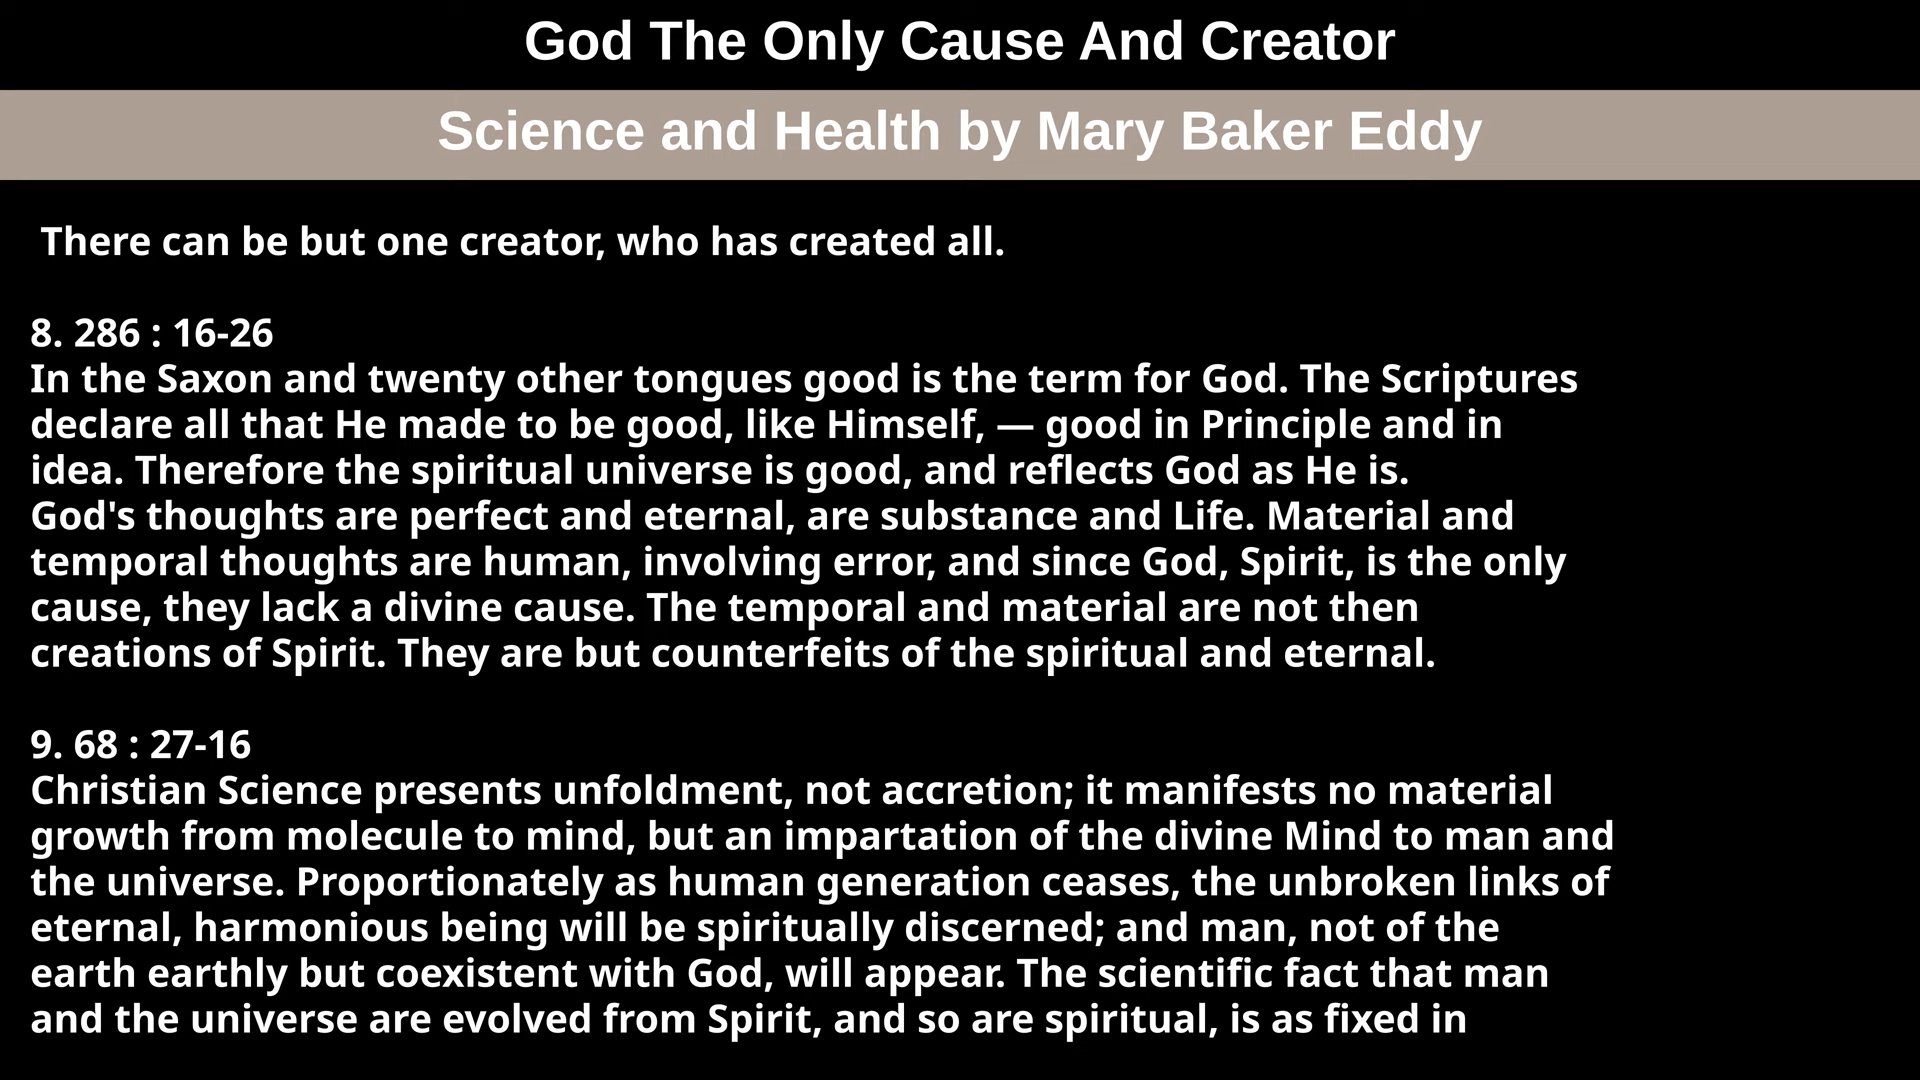 God The Only Cause And Creator
Science and Health by Mary Baker Eddy
There can be but one creator, who has created all.
8. 286 : 16-26
In the Saxon and twenty other tongues good is the term for God. The Scriptures
declare all that He made to be good, like Himself, — good in Principle and in
idea. Therefore the spiritual universe is good, and reflects God as He is.
God's thoughts are perfect and eternal, are substance and Life. Material and
temporal thoughts are human, involving error, and since God, Spirit, is the only
cause, they lack a divine cause. The temporal and material are not then
creations of Spirit. They are but counterfeits of the spiritual and eternal.
9. 68 : 27-16
Christian Science presents unfoldment, not accretion; it manifests no material
growth from molecule to mind, but an impartation of the divine Mind to man and
the universe. Proportionately as human generation ceases, the unbroken links of
eternal, harmonious being will be spiritually discerned; and man, not of the
earth earthly but coexistent with God, will appear. The scientific fact that man
and the universe are evolved from Spirit, and so are spiritual, is as fixed in